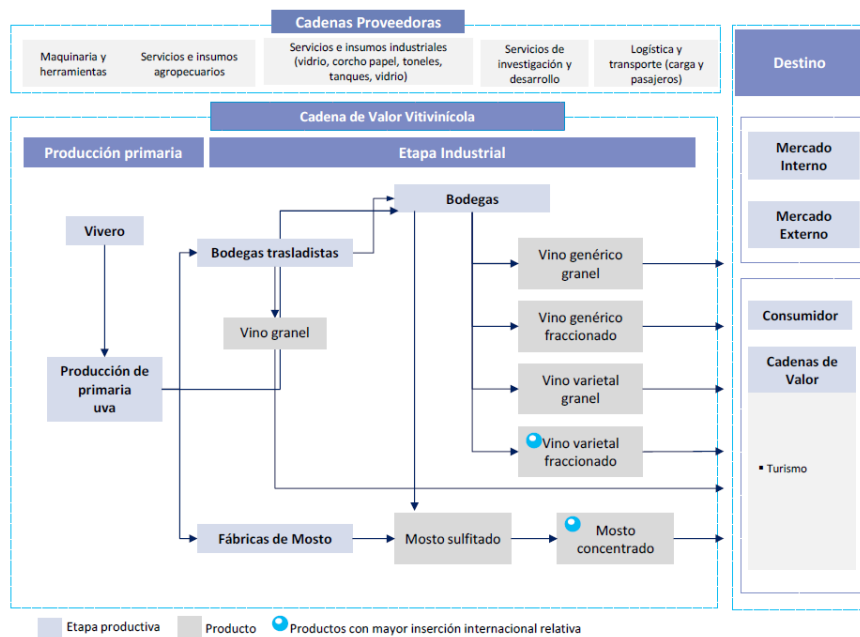 Cadenas Proveedoras
Maquinaria y
herramientas
Servicios e insumos
agropecuarios
Servicios e insumos industriales
(vidrio, corcho papel, toneles,
tanques, vidrio)
Servicios de
investigación y
desarrollo
Logística y
transporte (carga y
pasajeros)
Destino
Cadena de Valor Vitivinícola
Producción primaria
Etapa Industrial
Mercado
Interno
Mercado
Externo
Bodegas
Vivero
Bodegas trasladistas
Vino genérico
granel
Vino granel
Vino genérico
fraccionado
Consumidor
Producción de
primaria
uva
Vino varietal
granel
Cadenas de
Valor
Vino varietal
fraccionado
▪ Turismo
Fábricas de Mosto
Mosto sulfitado
Mosto
concentrado
Etapa productiva
Producto
Productos con mayor inserción internacional relativa